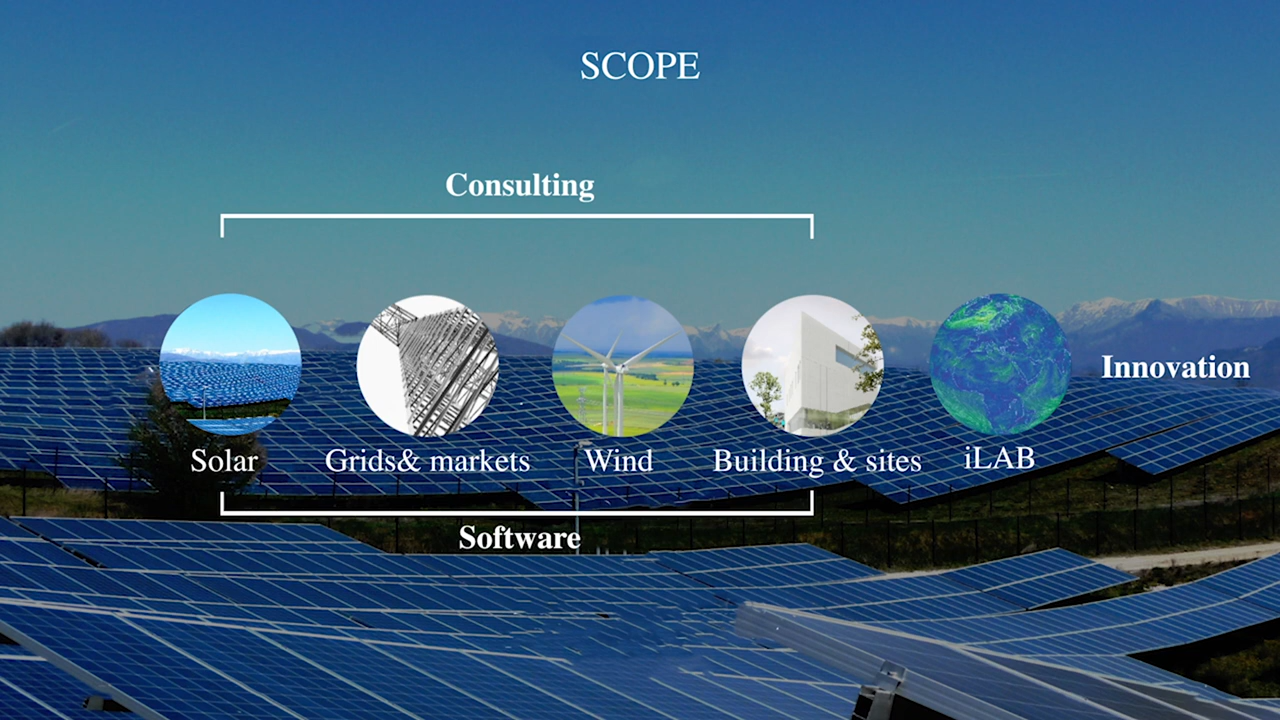 SCOPE
Consulting
Solar
Grids& markets
Wind
Building & sites
iLAB
Innovation
Software